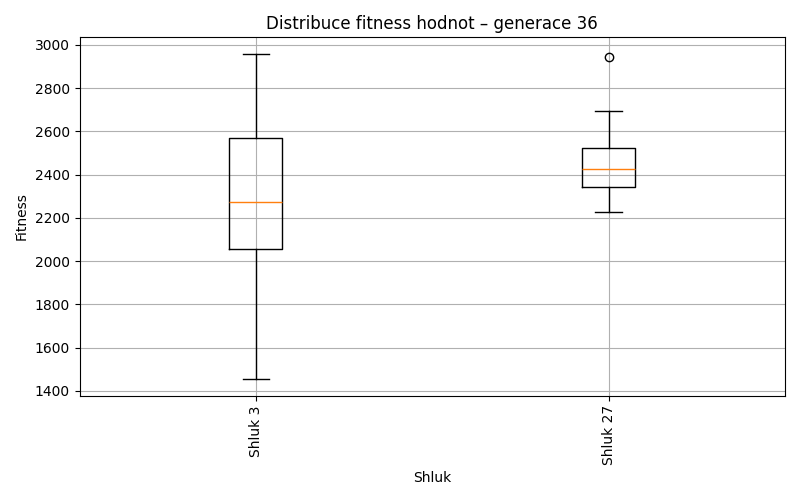 Distribuce fitness hodnot – generace 36
3000
2800
2600
2400
2200
2000
1800
1600
1400
Fitness
Shluk 3
Shluk 27
Shluk